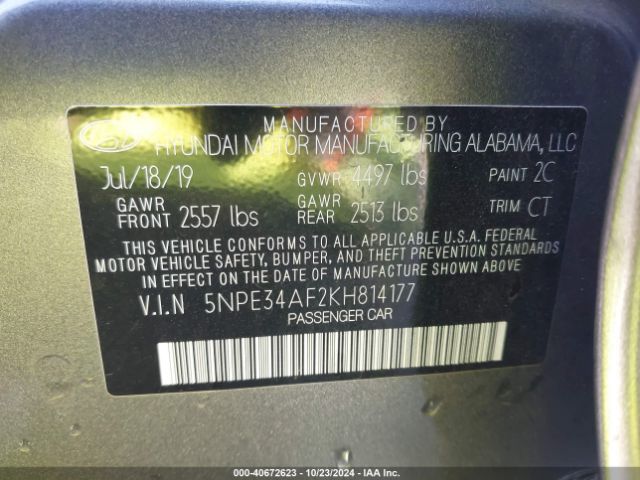 MANUFACTURED BY
HYUNDAI MOTOR MANUFACTURING ALABAMA, LLC
Jul/18/19 GVWR 4497 lbs PAINT 2C
GAWR FRONT 2557 lbs GAWR REAR 2513 lbs TRIM CT
THIS VEHICLE CONFORMS TO ALL APPLICABLE U.S.A. FEDERAL
MOTOR VEHICLE SAFETY, BUMPER, AND THEFT PREVENTION STANDARDS
IN EFFECT ON THE DATE OF MANUFACTURE SHOWN ABOVE.
V.I.N 5NPE34AF2KH814177
PASSENGER CAR
000-40672623 - 10/23/2024 - IAAI.com